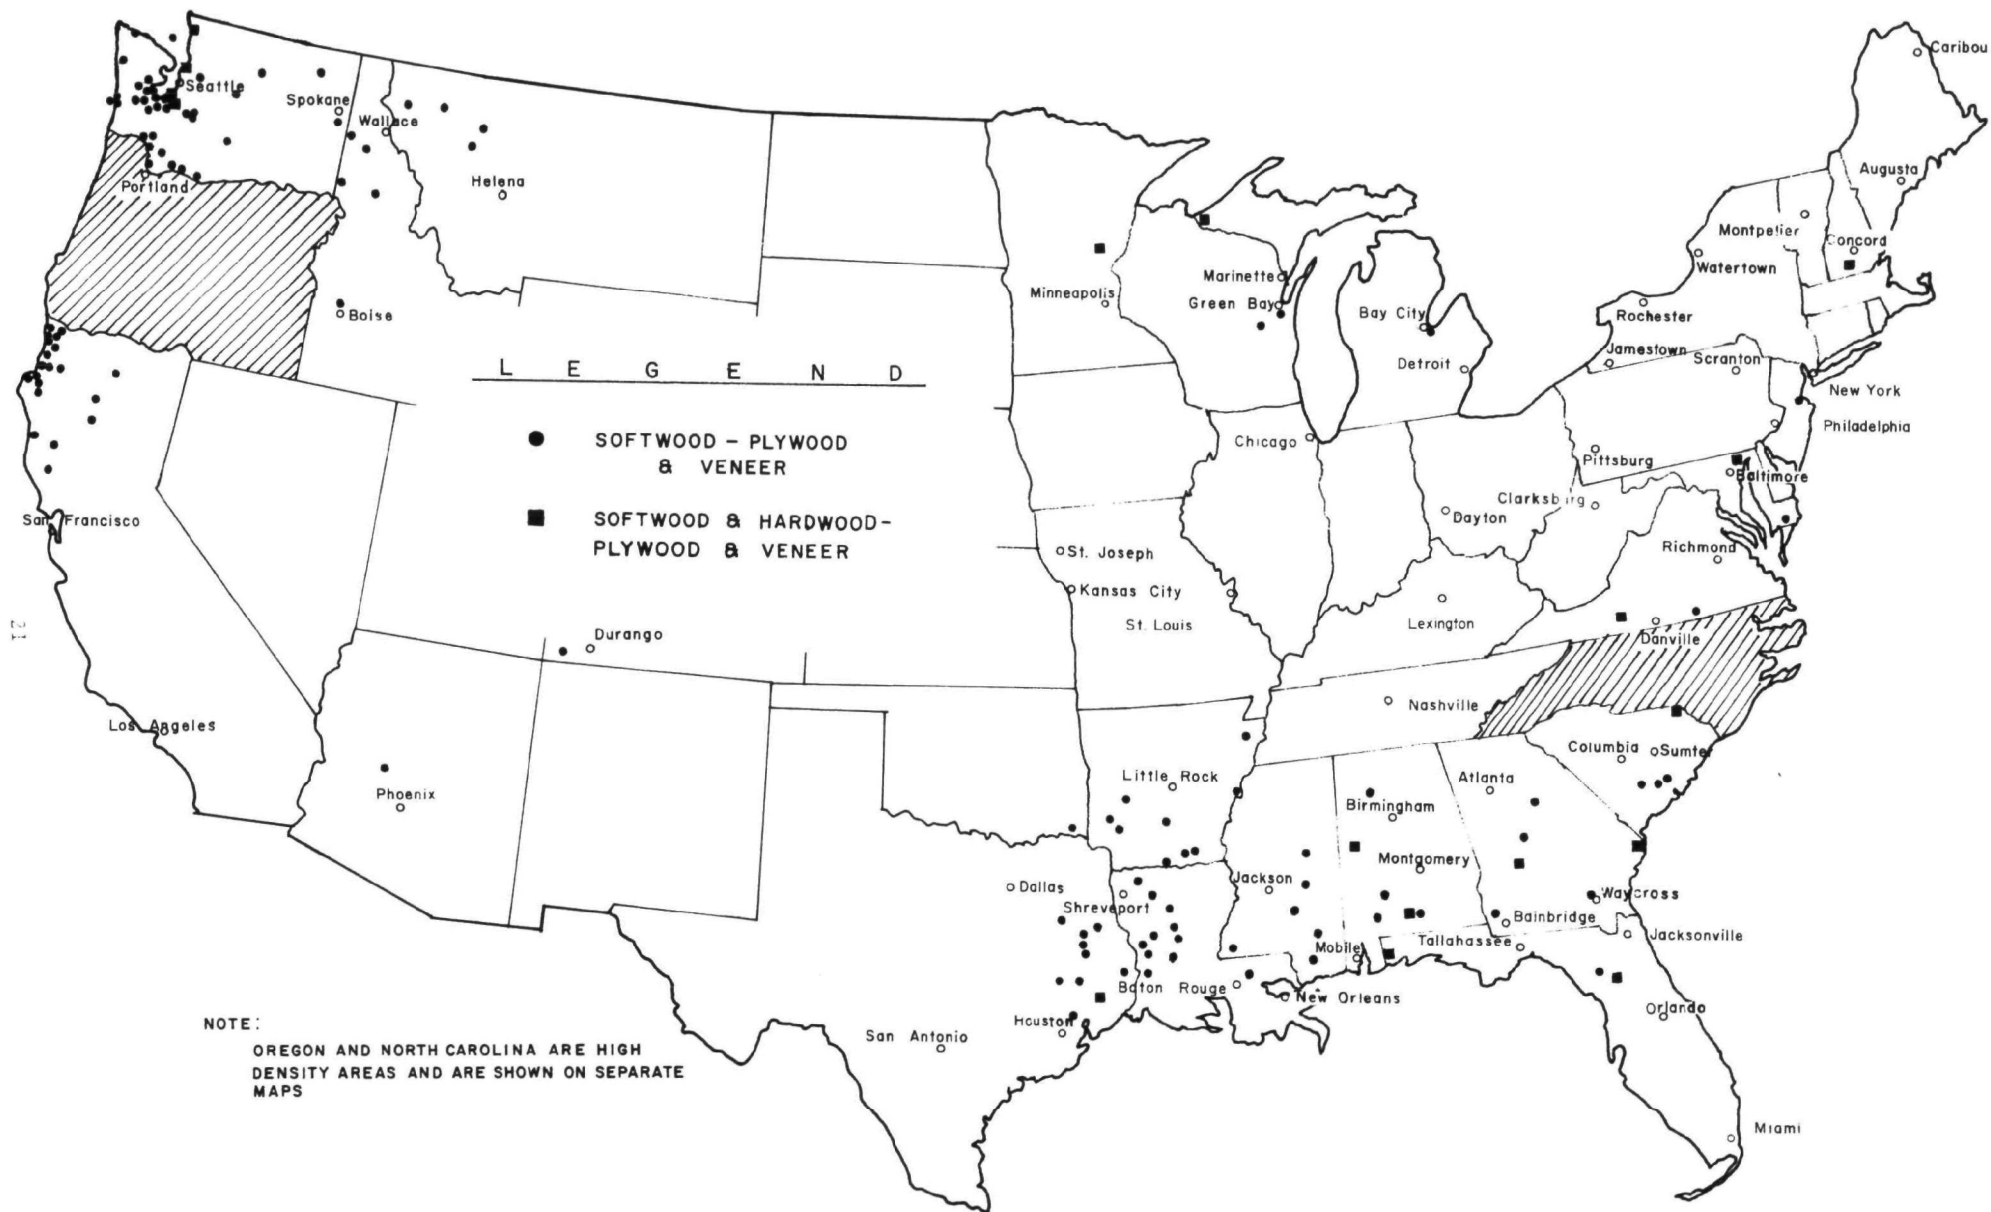 Caribou
Seattle
Spokane
Wallace
Augusta
Portland
Helena
Montpelier
Concord
Watertown
Marinette
Minneapolis
Green Bay
Bay City
Boise
Rochester
Jamestown
Scranton
Detroit
L E G E N D
New York
SOFTWOOD - PLYWOOD
& VENEER
Chicago
Philadelphia
Pittsburg
Baltimore
Clarksburg
Dayton
San Francisco
SOFTWOOD & HARDWOOD-
PLYWOOD & VENEER
St. Joseph
Richmond
Kansas City
St. Louis
Lexington
21
Durango
Danville
Nashville
Los Angeles
Columbia
Sumter
Little Rock
Atlanta
Phoenix
Birmingham
Montgomery
Dallas
Jackson
Shreveport
Waycross
Bainbridge
Mobile
Tallahassee
Jacksonville
Baton Rouge
New Orleans
Orlando
Houston
San Antonio
NOTE:
OREGON AND NORTH CAROLINA ARE HIGH
DENSITY AREAS AND ARE SHOWN ON SEPARATE
MAPS
Miami